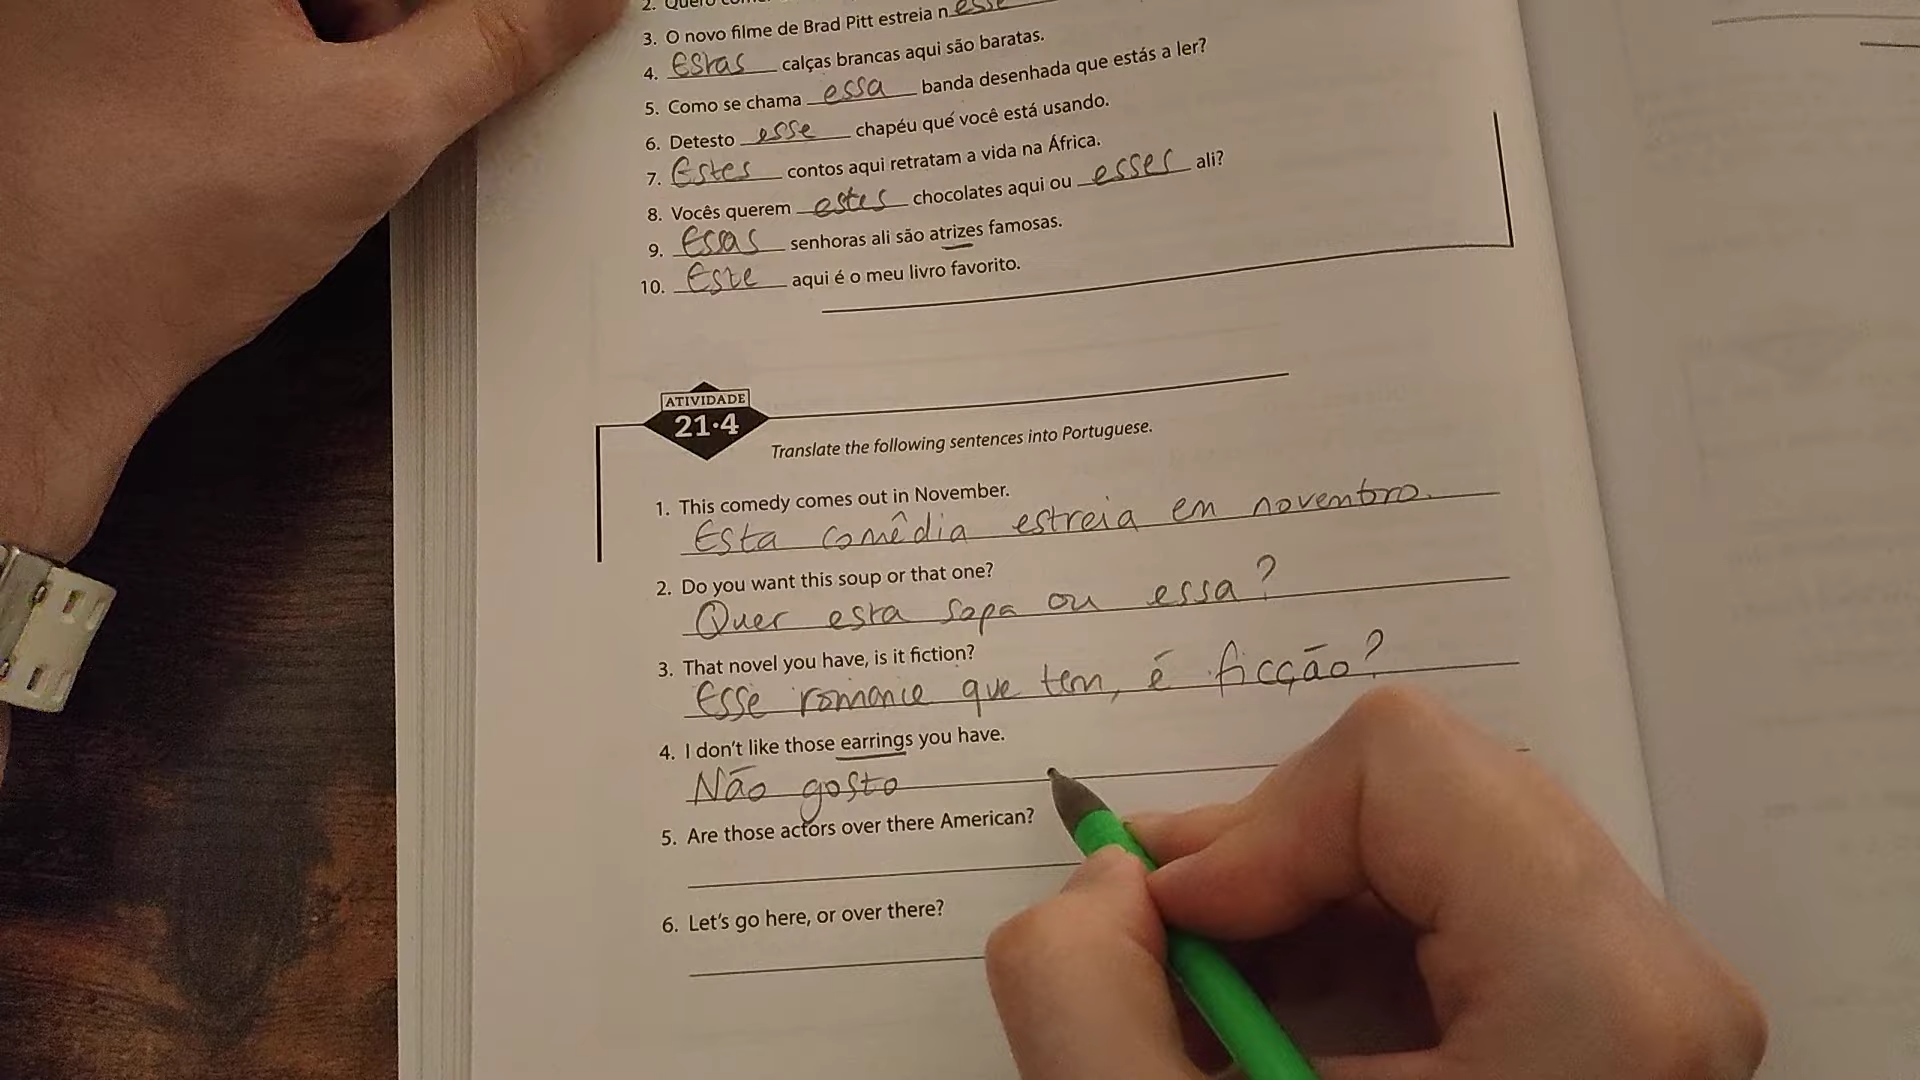 2. Quero
3. O novo filme de Brad Pitt estreia n esse
4. Estas calças brancas aqui são baratas.
5. Como se chama essa banda desenhada que estás a ler?
6. Detesto esse chapéu que você está usando.
7. Estes contos aqui retratam a vida na África.
8. Vocês querem estes chocolates aqui ou esses ali?
9. Essas senhoras ali são atrizes famosas.
10. Este aqui é o meu livro favorito.
ATIVIDADE
21·4
Translate the following sentences into Portuguese.
1. This comedy comes out in November.
Esta comêdia estreia em novembro.
2. Do you want this soup or that one?
Quer esta sopa ou essa?
3. That novel you have, is it fiction?
Esse romance que tem, é ficção?
4. I don't like those earrings you have.
Não gosto
5. Are those actors over there American?
6. Let's go here, or over there?